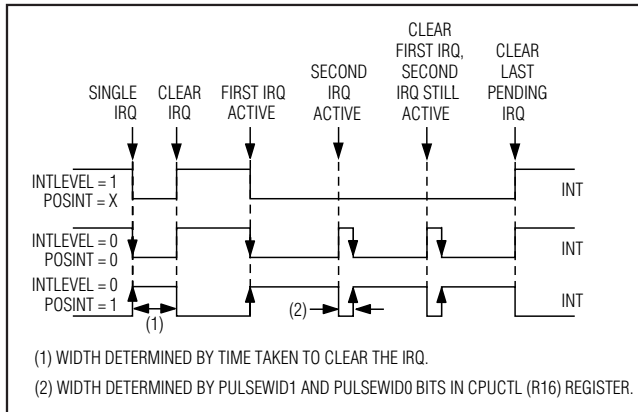 SINGLE
IRQ
CLEAR
IRQ
FIRST IRQ
ACTIVE
SECOND
IRQ
ACTIVE
CLEAR
FIRST IRQ,
SECOND
IRQ STILL
ACTIVE
CLEAR
LAST
PENDING
IRQ
INTLEVEL = 1
POSINT = X
INT
INTLEVEL = 0
POSINT = 0
INT
INTLEVEL = 0
POSINT = 1
INT
(1)
(2)
(1) WIDTH DETERMINED BY TIME TAKEN TO CLEAR THE IRQ.
(2) WIDTH DETERMINED BY PULSEWID1 AND PULSEWID0 BITS IN CPUCTL (R16) REGISTER.